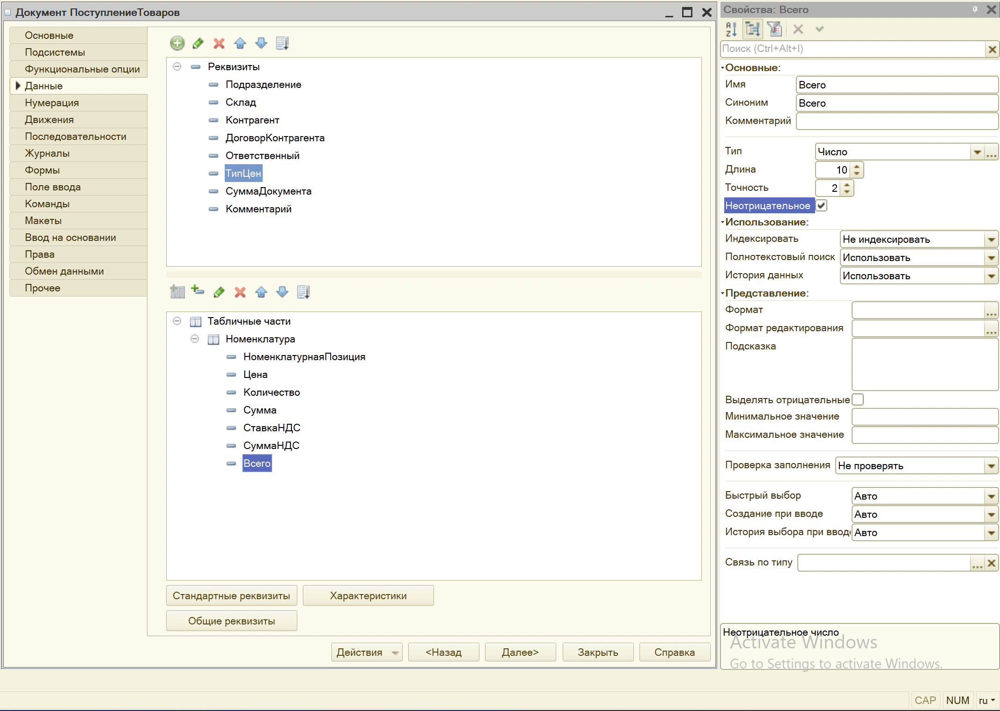 Документ ПоступлениеТоваров
Основные
Подсистемы
Функциональные опции
Данные
Нумерация
Движения
Последовательности
Журналы
Формы
Поле ввода
Команды
Макеты
Ввод на основании
Права
Обмен данными
Прочее
Реквизиты
Подразделение
Склад
Контрагент
ДоговорКонтрагента
Ответственный
ТипЦен
СуммаДокумента
Комментарий
Табличные части
Номенклатура
НоменклатурнаяПозиция
Цена
Количество
Сумма
СтавкаНДС
СуммаНДС
Всего
Стандартные реквизиты
Характеристики
Общие реквизиты
Действия
<Назад
Далее>
Закрыть
Справка
Свойства: Всего
Поиск (Ctrl+Alt+I)
Основные:
Имя Всего
Синоним Всего
Комментарий
Тип Число ...
Длина 10
Точность 2
Неотрицательное
Использование:
Индексировать Не индексировать
Полнотекстовый поиск Использовать
История данных Использовать
Представление:
Формат ...
Формат редактирования ...
Подсказка
Выделять отрицательные
Минимальное значение
Максимальное значение
Проверка заполнения Не проверять
Быстрый выбор Авто
Создание при вводе Авто
История выбора при вводе Авто
Связь по типу ...
Неотрицательное число
Activate Windows
Go to Settings to activate Windows.
CAP NUM ru